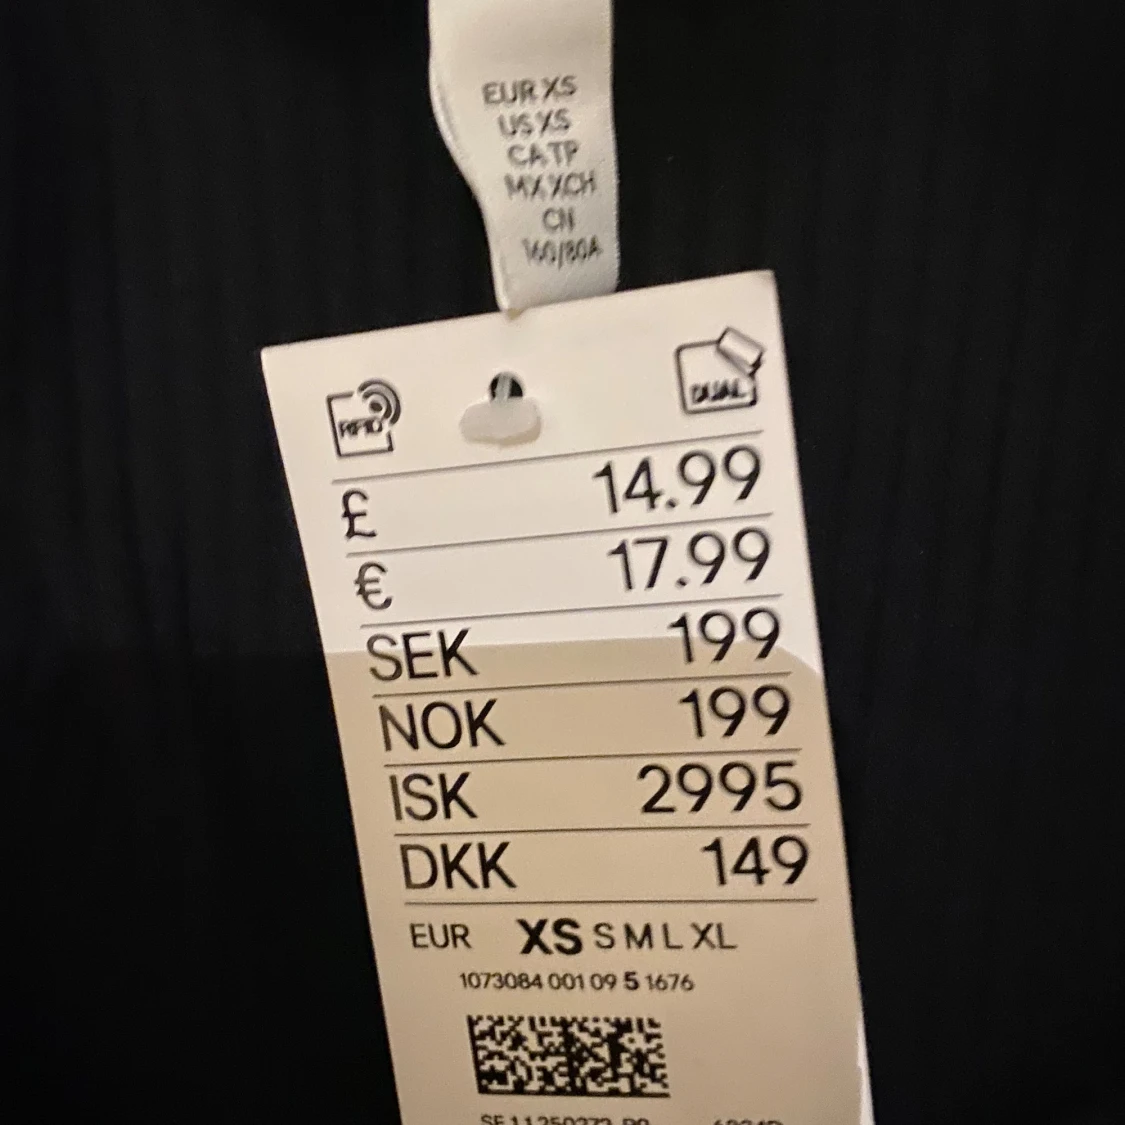 EUR XS
US XS
CA TP
MX XCH
CN
160/80A
RFID
DUAL
£ 14.99
€ 17.99
SEK 199
NOK 199
ISK 2995
DKK 149
EUR XS S M L XL
1073084 001 09 5 1676